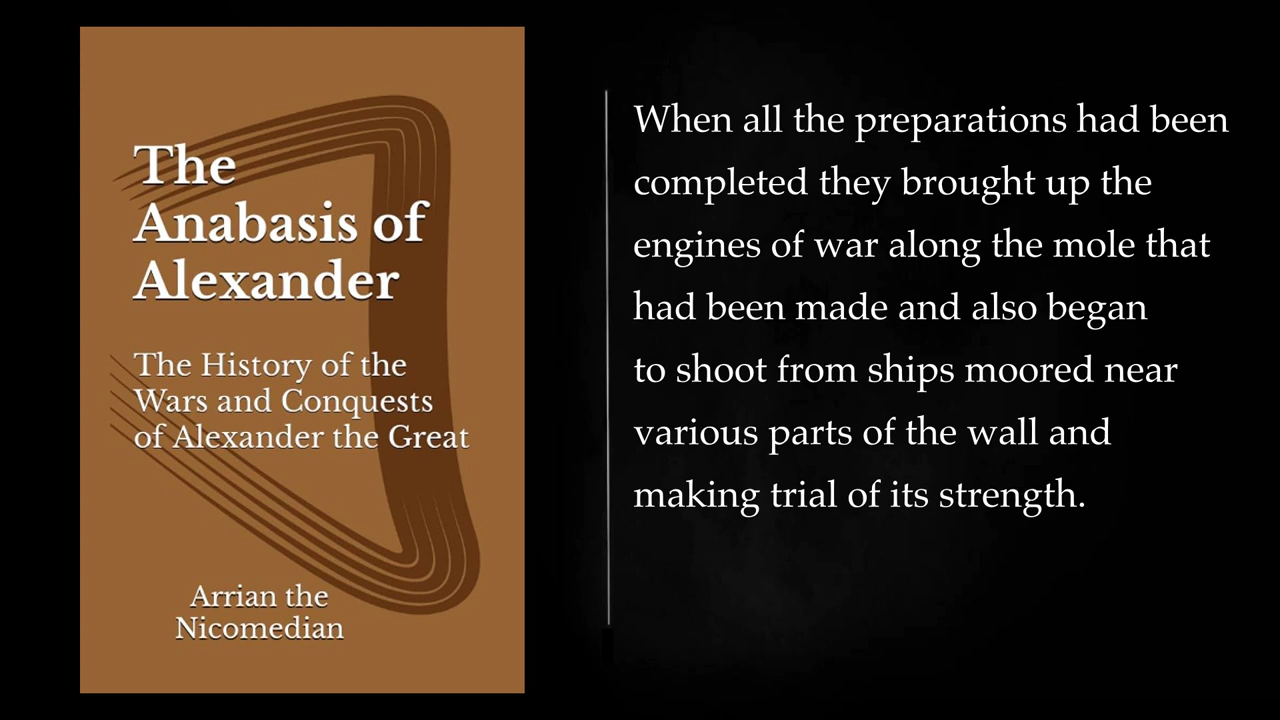 The
Anabasis of
Alexander
The History of the
Wars and Conquests
of Alexander the Great
Arrian the
Nicomedian
When all the preparations had been
completed they brought up the
engines of war along the mole that
had been made and also began
to shoot from ships moored near
various parts of the wall and
making trial of its strength.